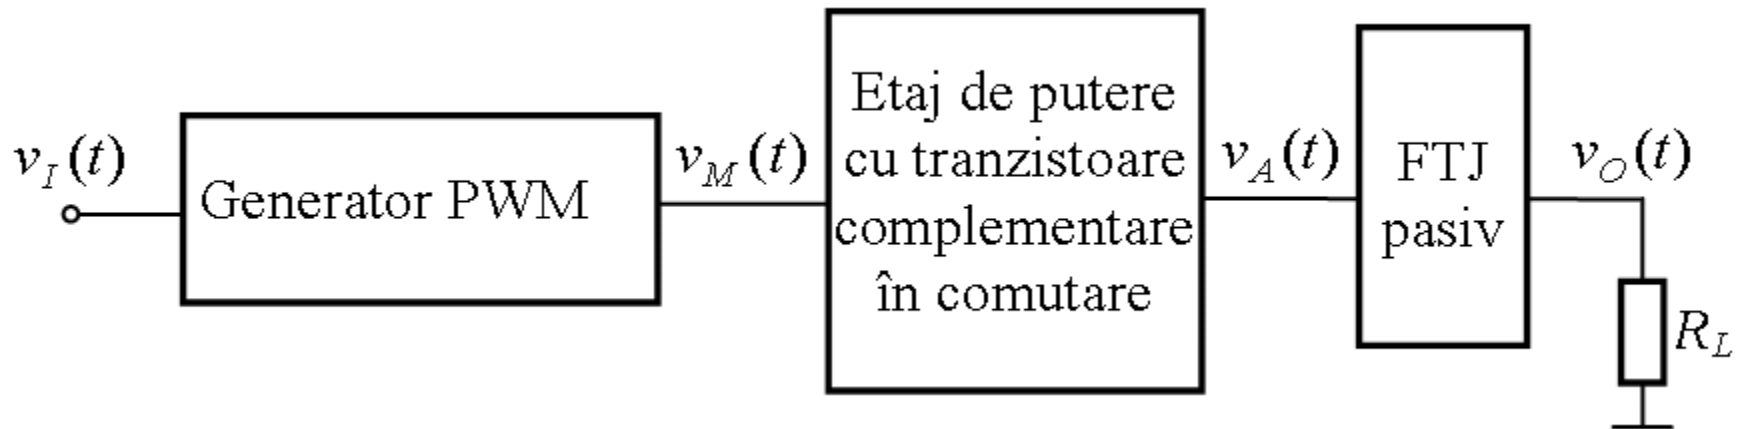 v_I(t)
Generator PWM
v_M(t)
Etaj de putere
cu tranzistoare
complementare
în comutare
v_A(t)
FTJ
pasiv
v_O(t)
R_L